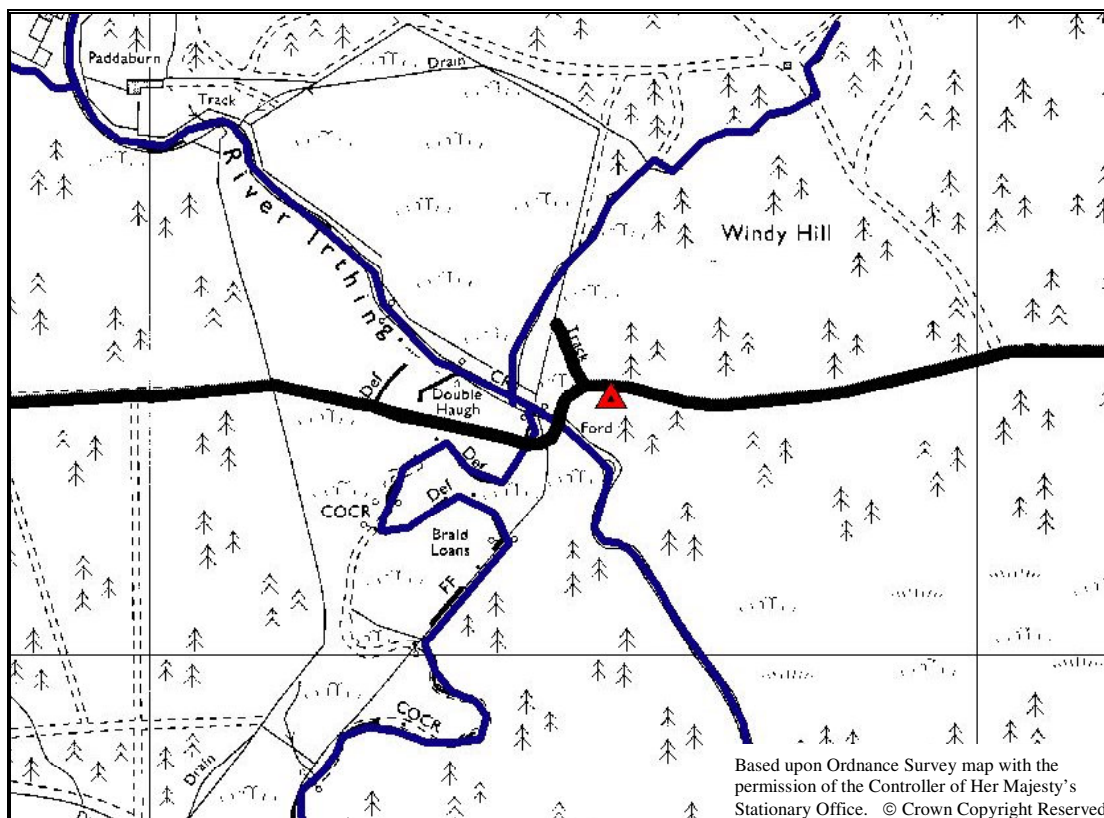 Paddaburn
Drain
Track
River Irthing
Windy Hill
Track
Def
CR
Double
Haugh
Ford
Def
Def
COCR
Braid
Loans
FF
COCR
Drain
Based upon Ordnance Survey map with the
permission of the Controller of Her Majesty's
Stationary Office. © Crown Copyright Reserved